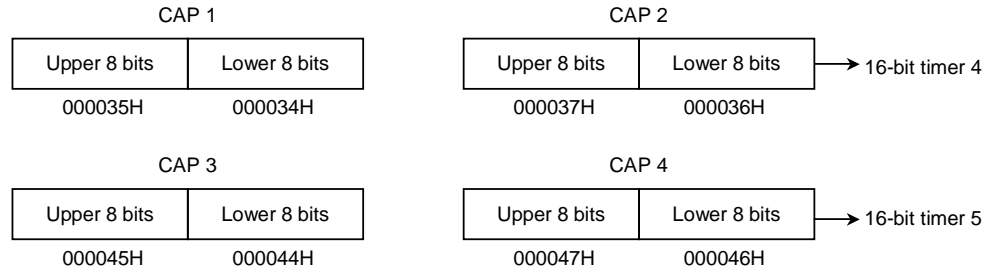 CAP 1 CAP 2
Upper 8 bits Lower 8 bits Upper 8 bits Lower 8 bits 16-bit timer 4
000035H 000034H 000037H 000036H
CAP 3 CAP 4
Upper 8 bits Lower 8 bits Upper 8 bits Lower 8 bits 16-bit timer 5
000045H 000044H 000047H 000046H